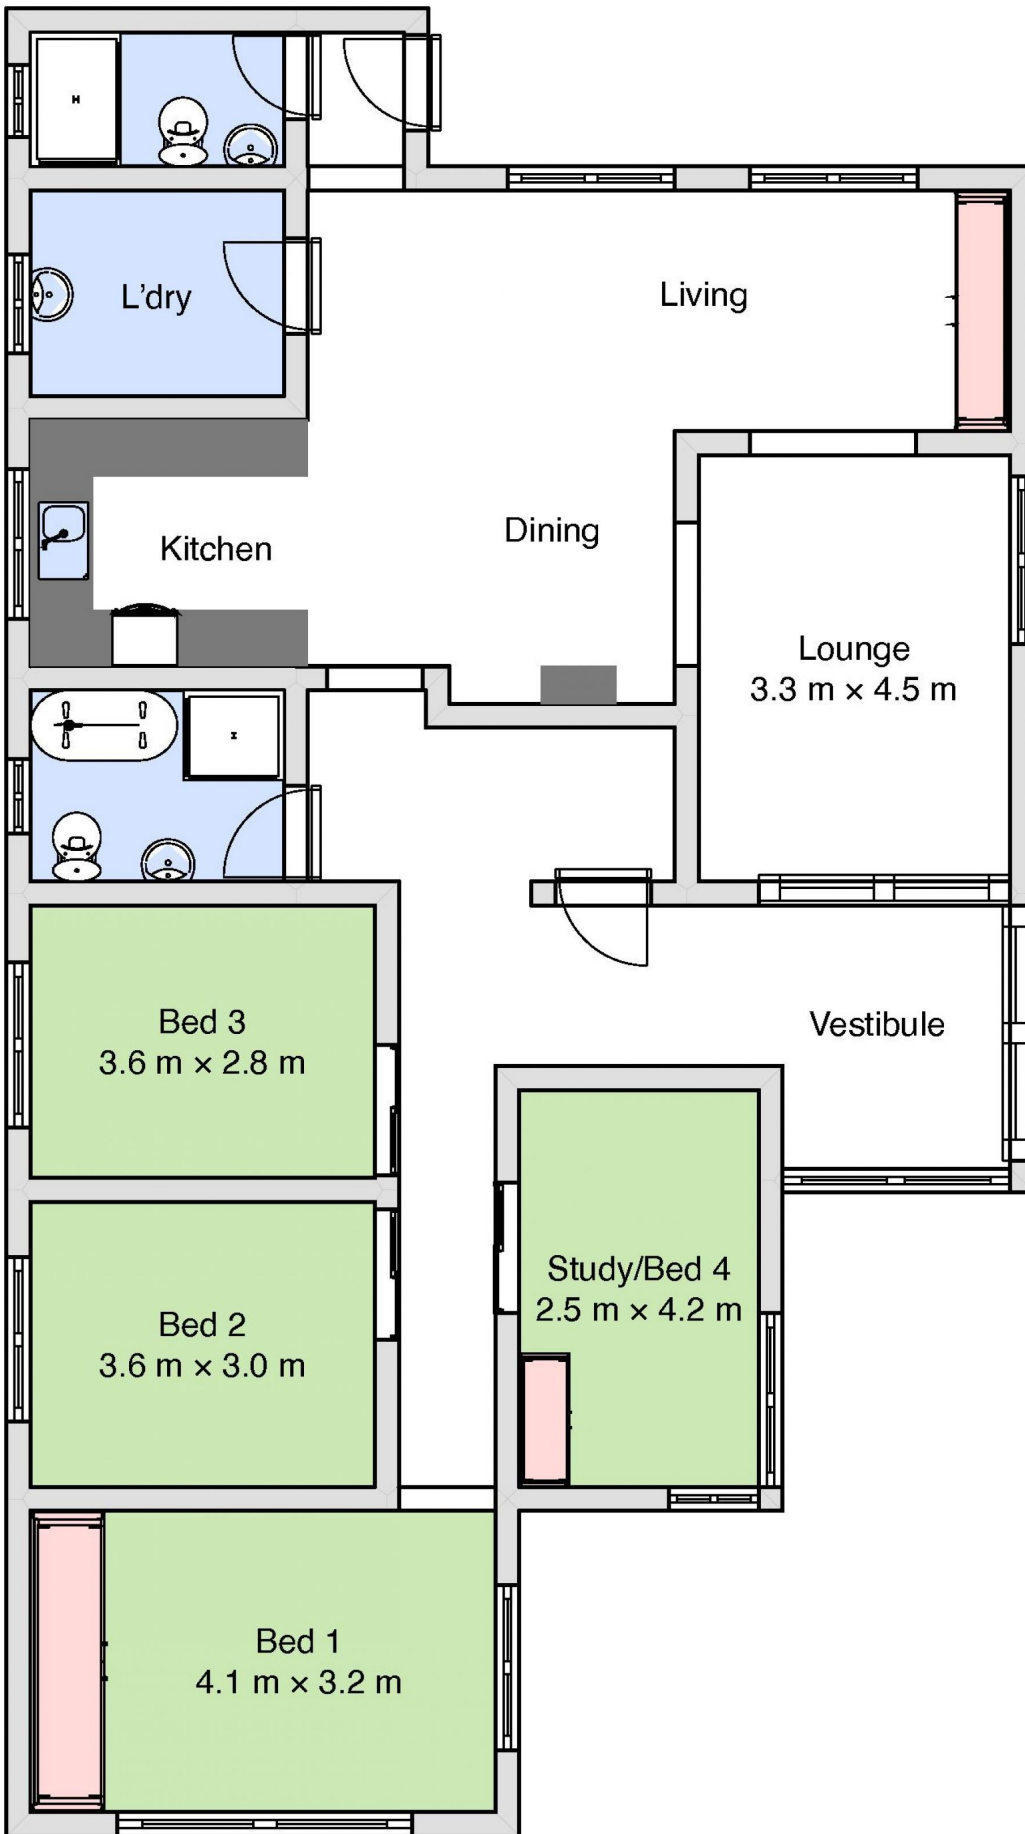 L'dry
Living
Kitchen
Dining
Lounge
3.3 m × 4.5 m
Bed 3
3.6 m × 2.8 m
Vestibule
Bed 2
3.6 m × 3.0 m
Study/Bed 4
2.5 m × 4.2 m
Bed 1
4.1 m × 3.2 m